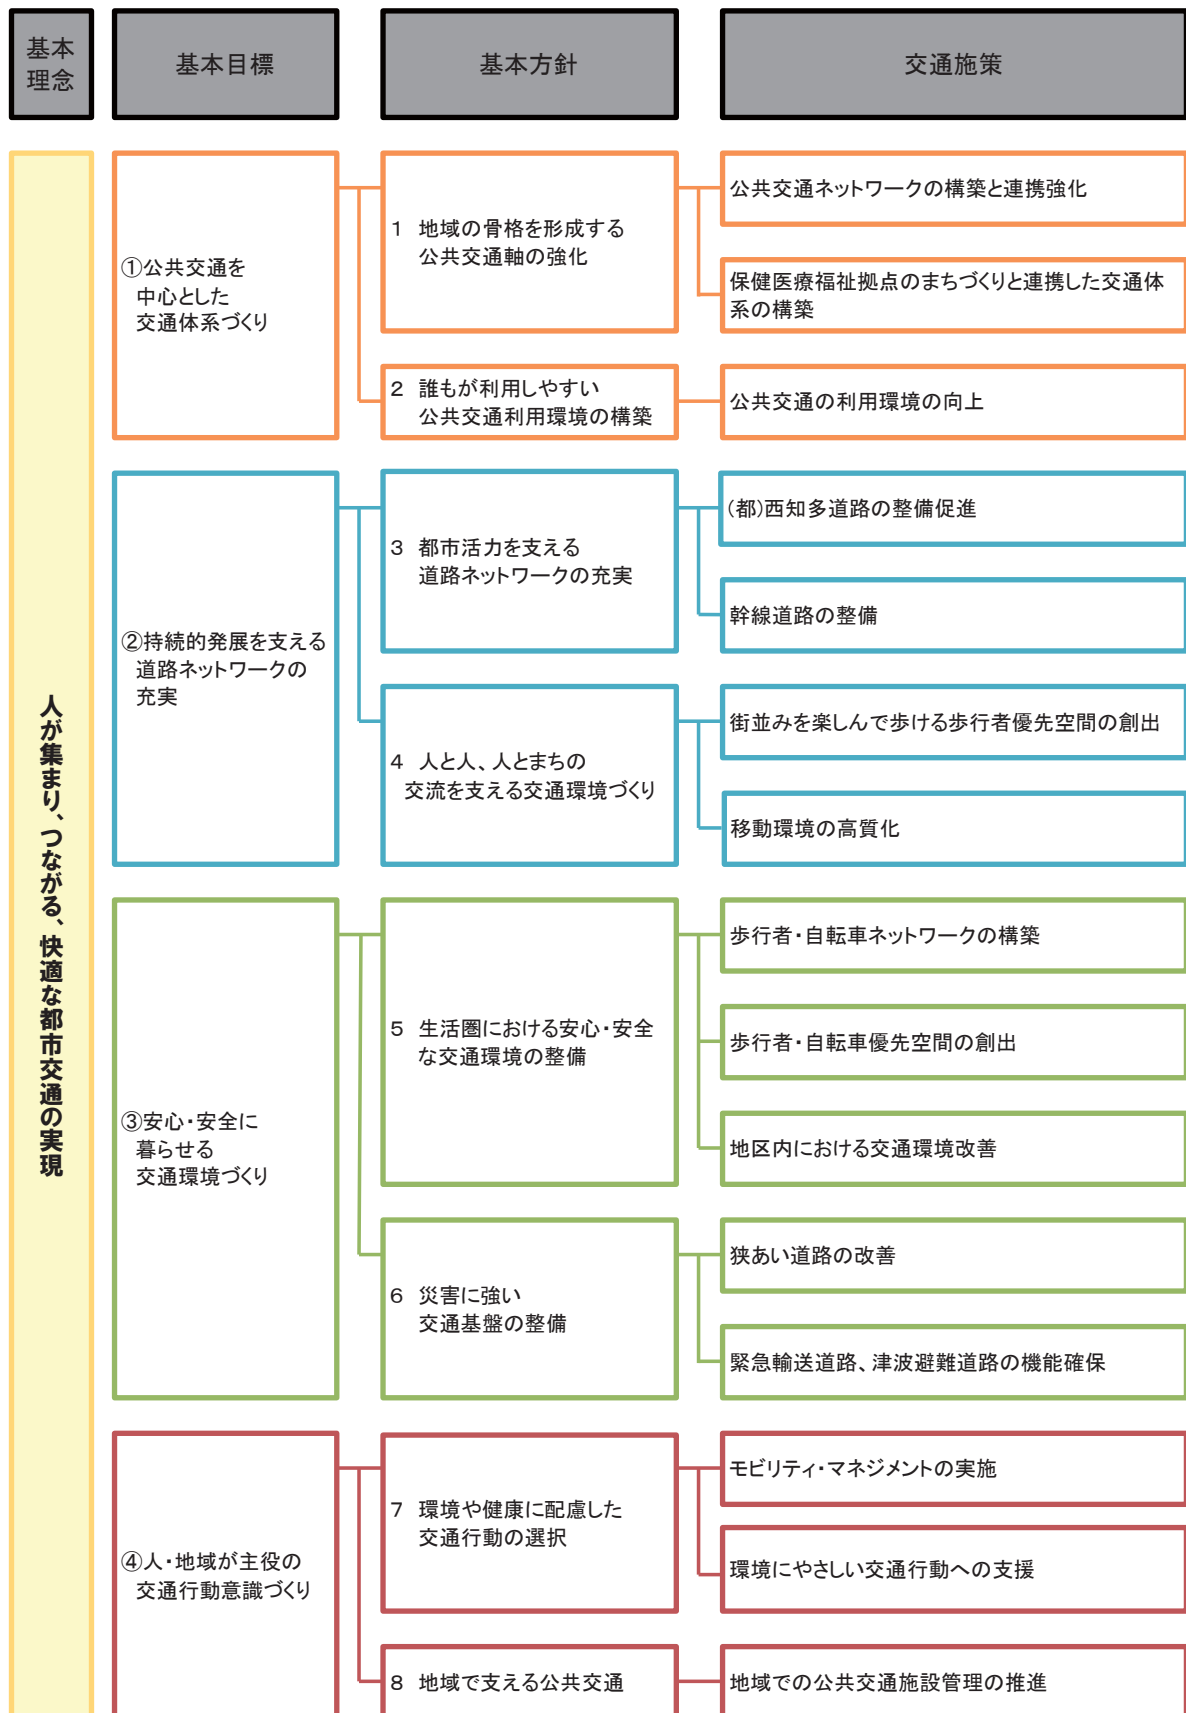 基本
理念
基本目標
基本方針
交通施策
人が集まり、つながる、快適な都市交通の実現
①公共交通を
中心とした
交通体系づくり
1 地域の骨格を形成する
公共交通軸の強化
公共交通ネットワークの構築と連携強化
保健医療福祉拠点のまちづくりと連携した交通体
系の構築
2 誰もが利用しやすい
公共交通利用環境の構築
公共交通の利用環境の向上
②持続的発展を支える
道路ネットワークの
充実
3 都市活力を支える
道路ネットワークの充実
(都)西知多道路の整備促進
幹線道路の整備
4 人と人、人とまちの
交流を支える交通環境づくり
街並みを楽しんで歩ける歩行者優先空間の創出
移動環境の高質化
③安心・安全に
暮らせる
交通環境づくり
5 生活圏における安心・安全
な交通環境の整備
歩行者・自転車ネットワークの構築
歩行者・自転車優先空間の創出
地区内における交通環境改善
6 災害に強い
交通基盤の整備
狭あい道路の改善
緊急輸送道路、津波避難道路の機能確保
④人・地域が主役の
交通行動意識づくり
7 環境や健康に配慮した
交通行動の選択
モビリティ・マネジメントの実施
環境にやさしい交通行動への支援
8 地域で支える公共交通
地域での公共交通施設管理の推進